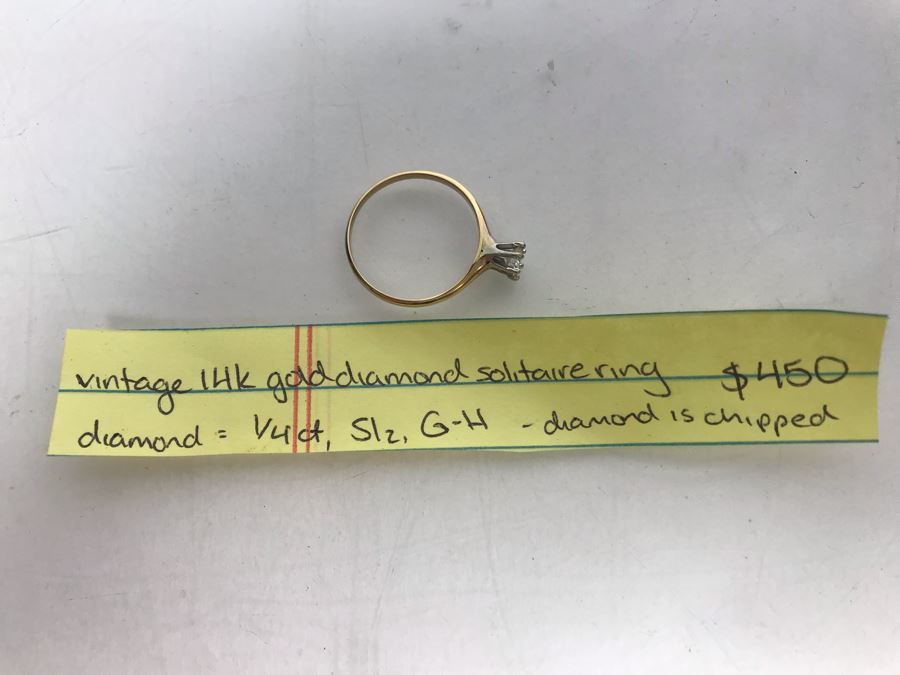 vintage 14k gold diamond solitaire ring $450
diamond = 1/4 ct, SI2, G-H - diamond is chipped